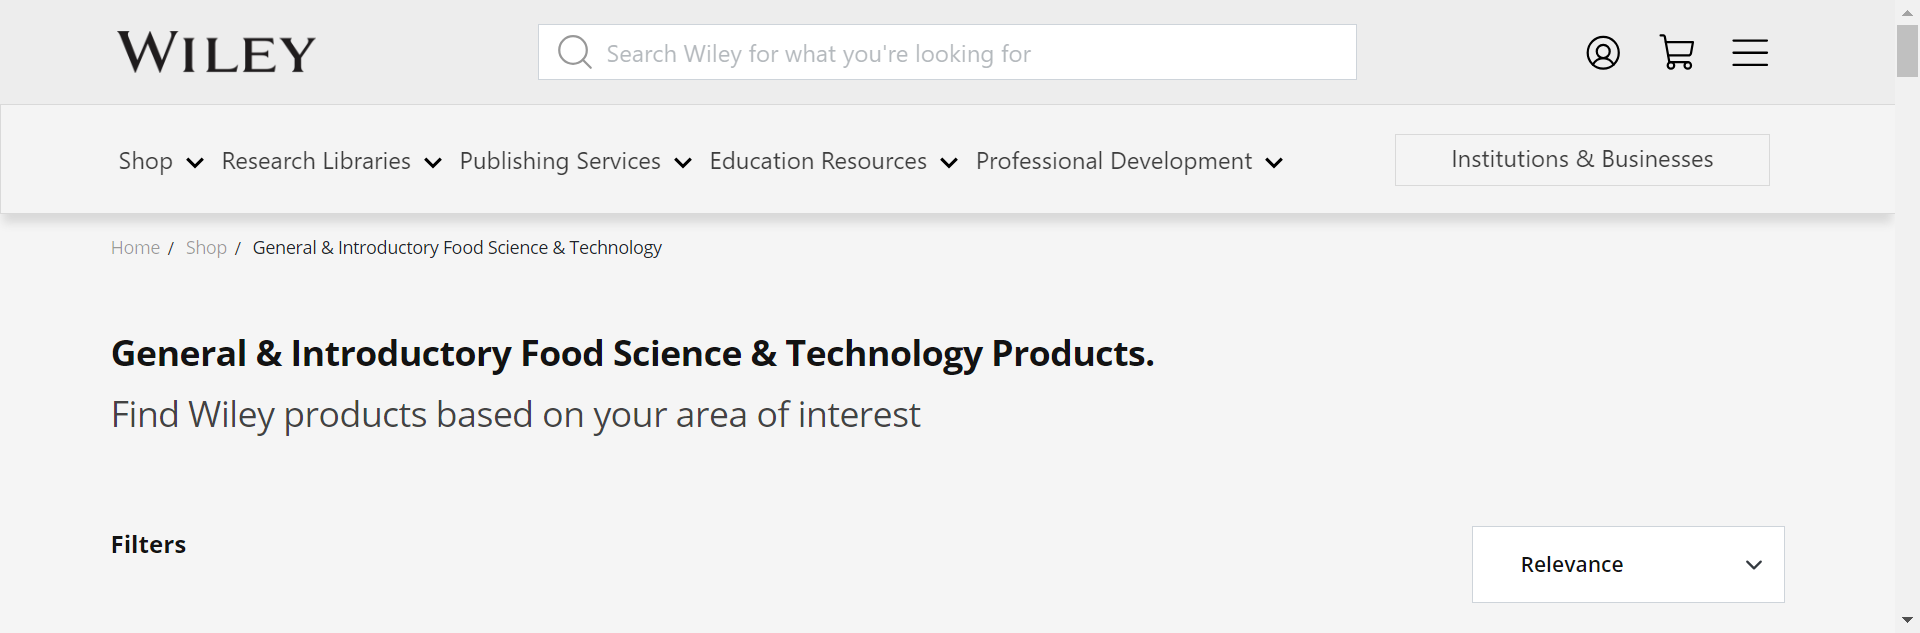 WILEY
Search Wiley for what you're looking for
Shop Research Libraries Publishing Services Education Resources Professional Development Institutions & Businesses
Home / Shop / General & Introductory Food Science & Technology
General & Introductory Food Science & Technology Products.
Find Wiley products based on your area of interest
Filters
Relevance